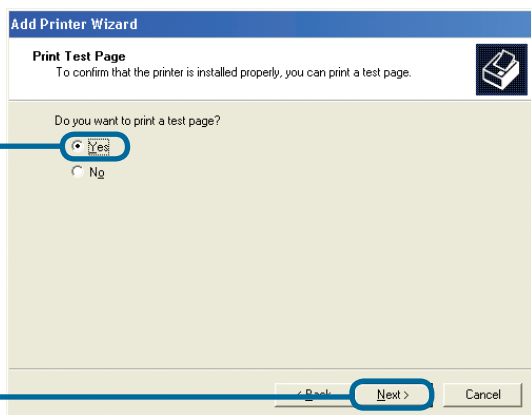 Add Printer Wizard
Print Test Page
To confirm that the printer is installed properly, you can print a test page.
Do you want to print a test page?
Yes
No
< Back Next > Cancel